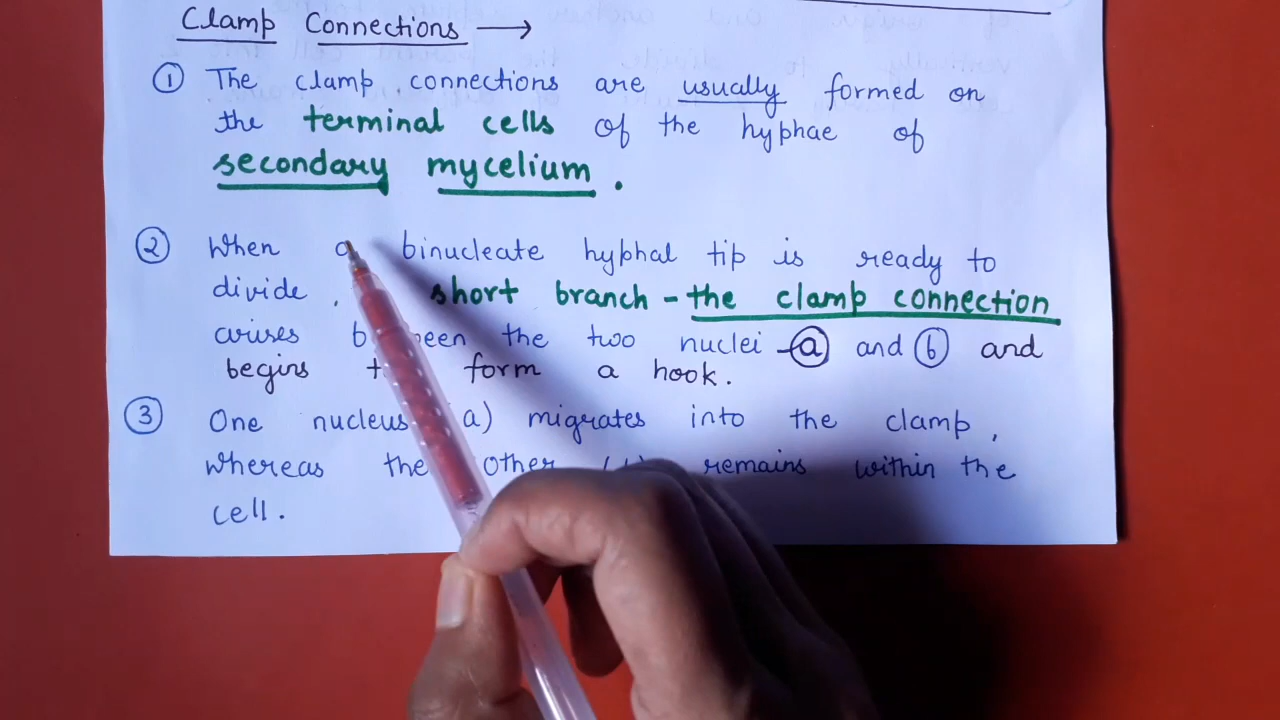 Clamp Connections →
① The clamp connections are usually formed on
the terminal cells of the hyphae of
secondary mycelium.
② When a binucleate hyphal tip is ready to
divide, short branch - the clamp connection
arises the two nuclei - ⓐ and ⓑ and
begins form a hook.
③ One nucleus a) migrates into the clamp,
whereas the other remains within the
cell.